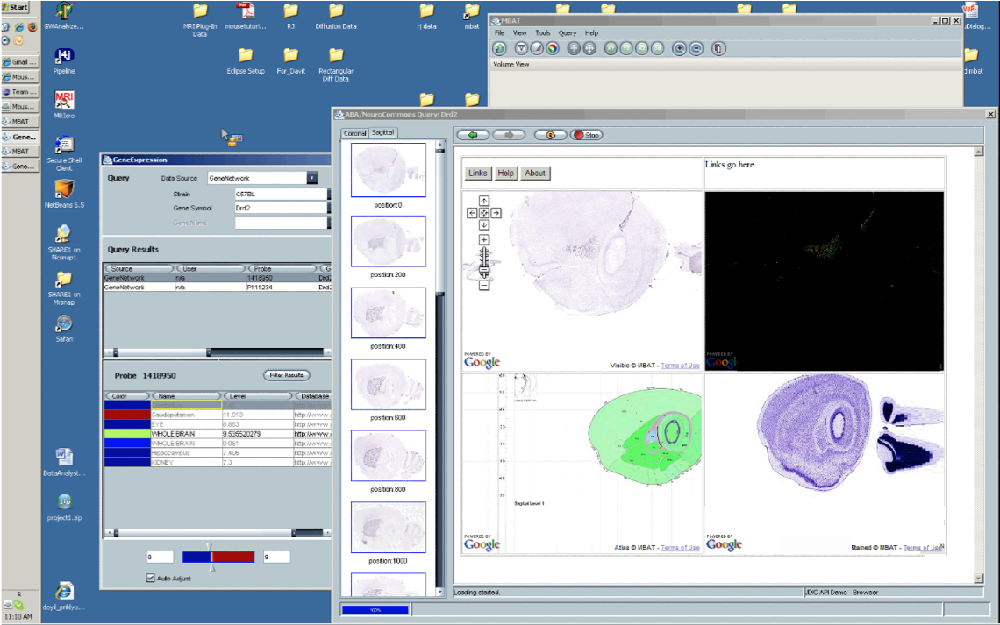 Start
GWAnalyze...
MRI Plug-In
Data
mousetutori...
RJ
Diffusion Data
rj data
mbat
Pipeline
Eclipse Setup
For_Davit
Rectangular
Diff Data
MRI
MRIcro
Secure Shell
Client
NetBeans 5.5
SHARE1 on
Bicsnap1
SHARE1 on
Mrsnap
Safari
DataAnalyst...
project1.zip
Gmail ...
Mous...
Team ...
Mous...
MBAT
Gene...
MBAT
Gene...
11:10 AM
MBAT
File View Tools Query Help
Volume View
GeneExpression
Query
Data Source GeneNetwork
Strain C57BL
Gene Symbol Drd2
GeneName
Query Results
Source User Probe
GeneNetwork n/a 1418950 Drd2
GeneNetwork n/a P111234 Drd2
Probe 1418950
Filter Results
Color Name Level Database
Caudoputamen 11.013 http://www.
EYE 8.863 http://www.
WHOLE BRAIN 9.535520279 http://www.
WHOLE BRAIN 9.051 http://www.
Hippocampus 7.406 http://www.
KIDNEY 7.3 http://www.
8 9
Auto Adjust
ABA/NeuroCommons Query: Drd2
Coronal Sagittal
Stop
position:0
position:200
position:400
position:600
position:800
position:1000
Links Help About
Links go here
POWERED BY
Google
Visible © MBAT - Terms of Use
POWERED BY
Google
Sagittal Level 1
POWERED BY
Google
Atlas © MBAT - Terms of Use
POWERED BY
Google
Stained © MBAT - Terms of Use
Loading started.
JDIC API Demo - Browser
100%